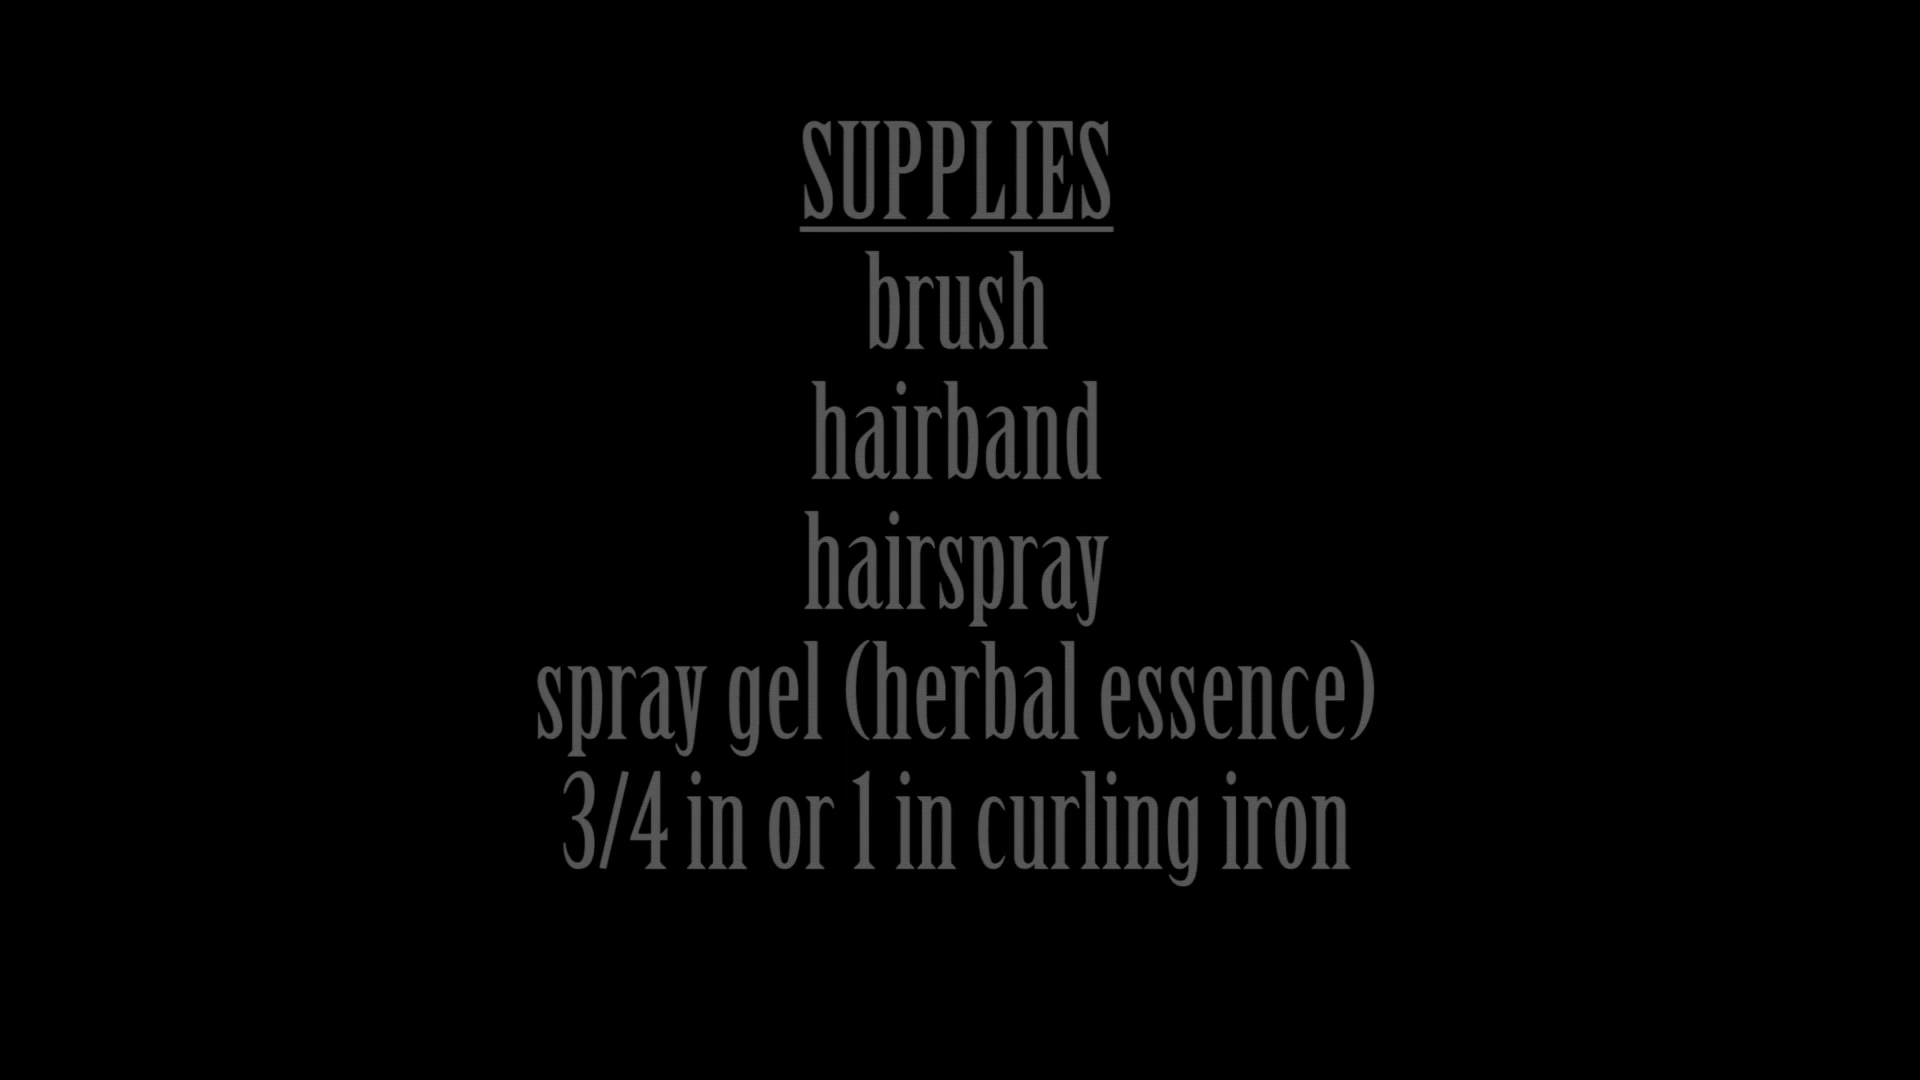 SUPPLIES
brush
hairband
hairspray
spray gel (herbal essence)
3/4 in or 1 in curling iron